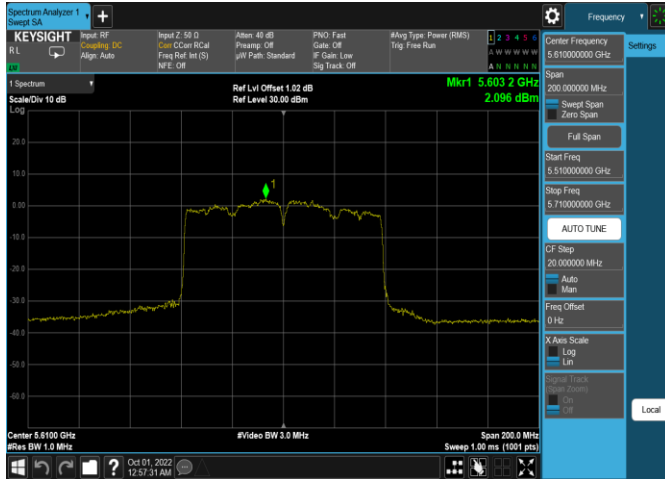 Spectrum Analyzer 1
Swept SA
+
Frequency
KEYSIGHT
Input: RF
Input Z: 50 Ω
Atten: 40 dB
PNO: Fast
#Avg Type: Power (RMS)
1 2 3 4 5 6
RL
Coupling: DC
Corr CCorr RCal
Preamp: Off
Gate: Off
Trig: Free Run
A W W W W W
Align: Auto
Freq Ref: Int (S)
µW Path: Standard
IF Gain: Low
NFE: Off
Sig Track: Off
A N N N N N
1 Spectrum
Scale/Div 10 dB
Log
Ref Lvl Offset 1.02 dB
Ref Level 30.00 dBm
Mkr1 5.603 2 GHz
2.096 dBm
1
20.0
10.0
0.00
-10.0
-20.0
-30.0
-40.0
-50.0
-60.0
Center 5.6100 GHz
#Video BW 3.0 MHz
Span 200.0 MHz
#Res BW 1.0 MHz
Sweep 1.00 ms (1001 pts)
Oct 01, 2022
12:57:31 AM
?
Center Frequency
5.610000000 GHz
Settings
Span
200.000000 MHz
Swept Span
Zero Span
Full Span
Start Freq
5.510000000 GHz
Stop Freq
5.710000000 GHz
AUTO TUNE
CF Step
20.000000 MHz
Auto
Man
Freq Offset
0 Hz
X Axis Scale
Log
Lin
Signal Track
(Span Zoom)
On
Off
Local